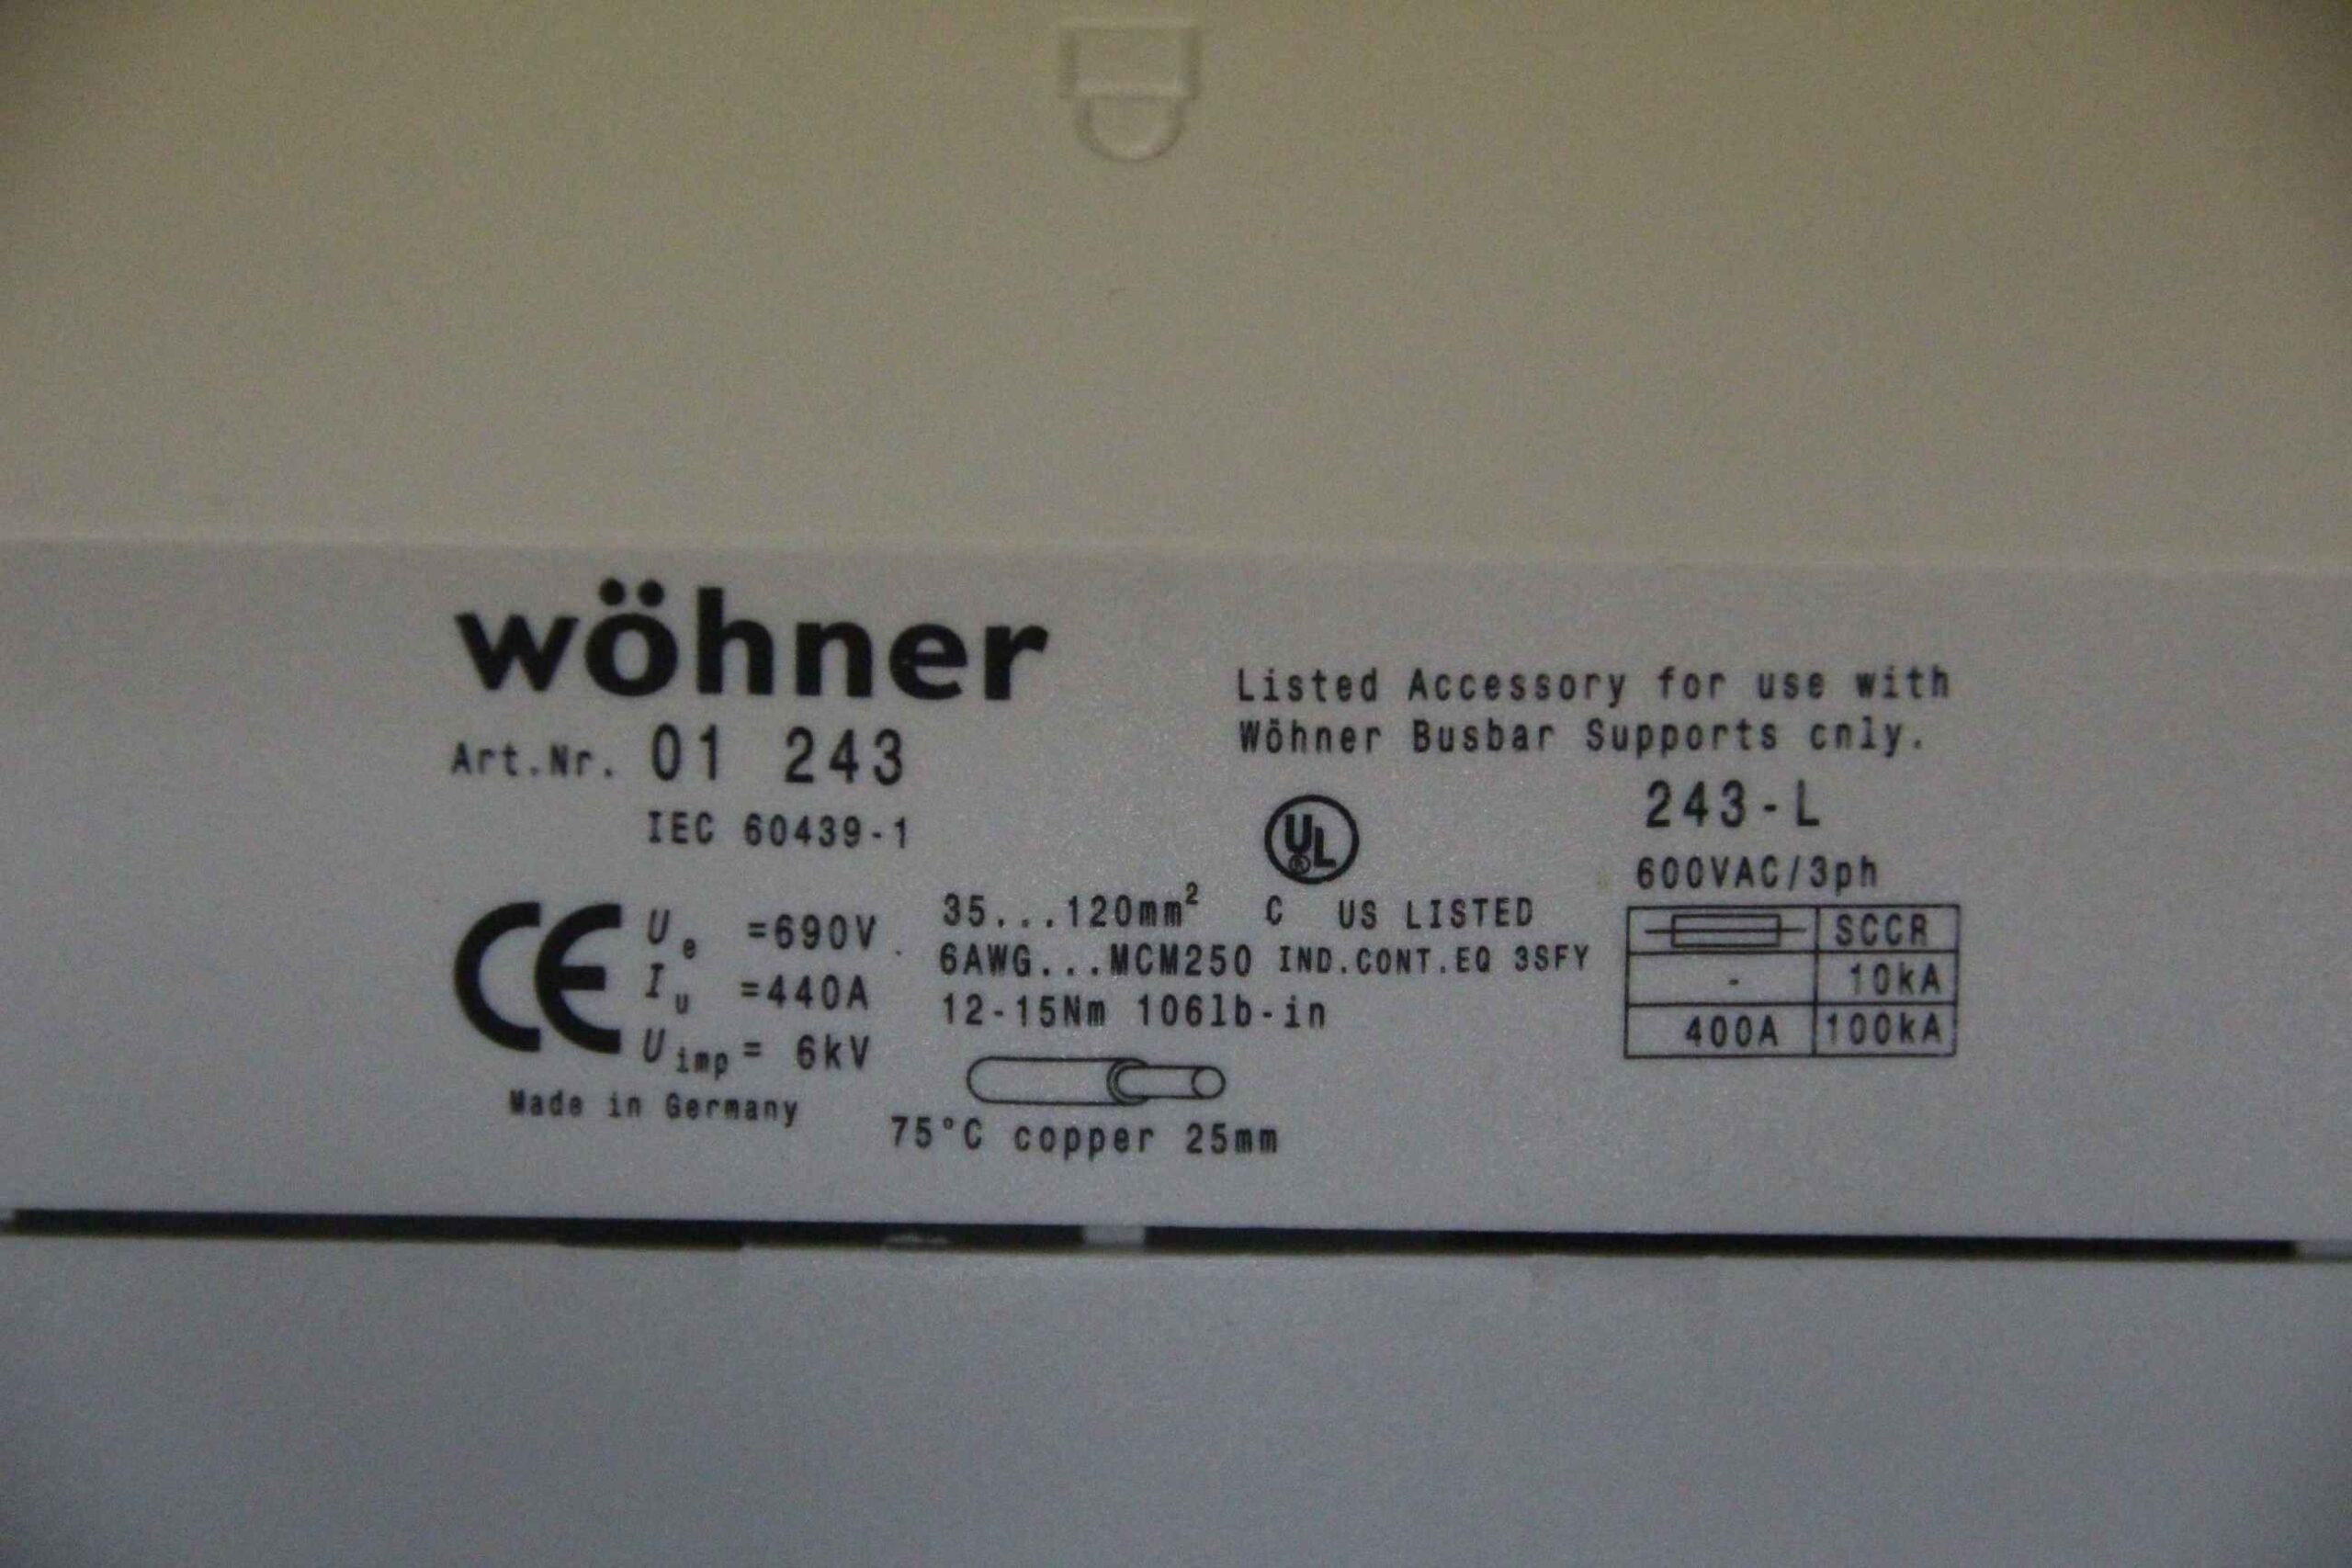 wöhner
Art.Nr. 01 243
IEC 60439-1
CE
Ue =690V
Iu =440A
Uimp= 6kV
Made in Germany
35...120mm²
6AWG...MCM250
12-15Nm 106lb-in
75°C copper 25mm
Listed Accessory for use with
Wöhner Busbar Supports only.
UL®
C US LISTED
IND.CONT.EQ 3SFY
243-L
600VAC/3ph
SCCR
- 10kA
400A 100kA